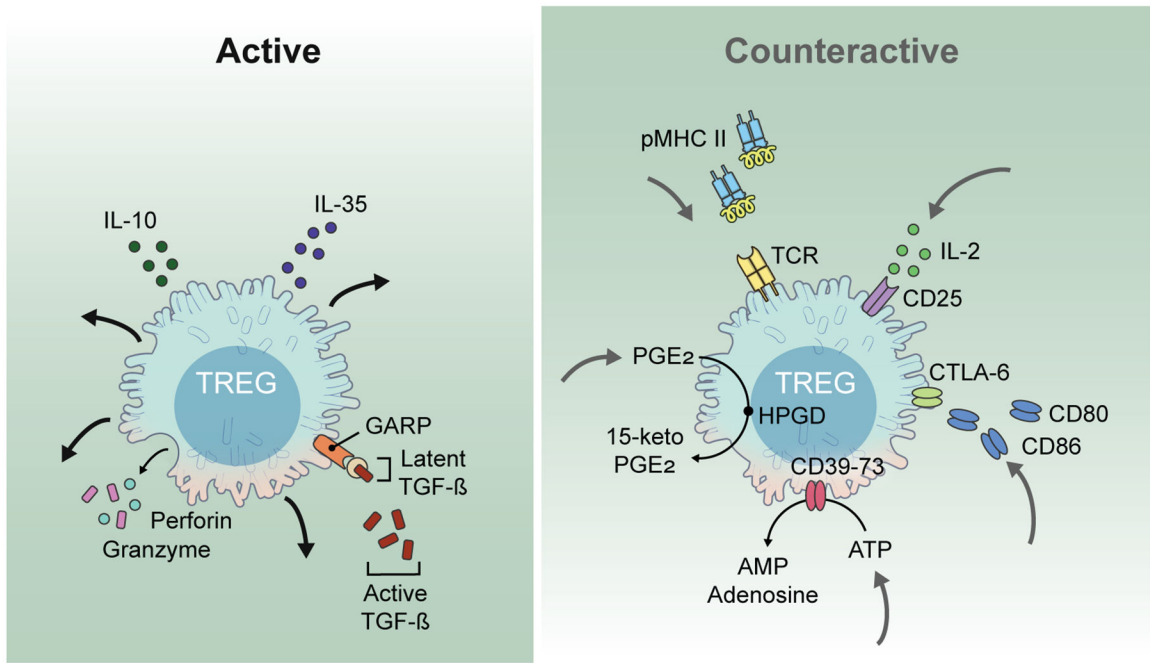 Active
IL-10
IL-35
TREG
GARP
Latent
TGF-ß
Perforin
Granzyme
Active
TGF-ß
Counteractive
pMHC II
TCR
IL-2
CD25
PGE2
TREG
HPGD
15-keto
PGE2
CTLA-6
CD80
CD86
CD39-73
ATP
AMP
Adenosine